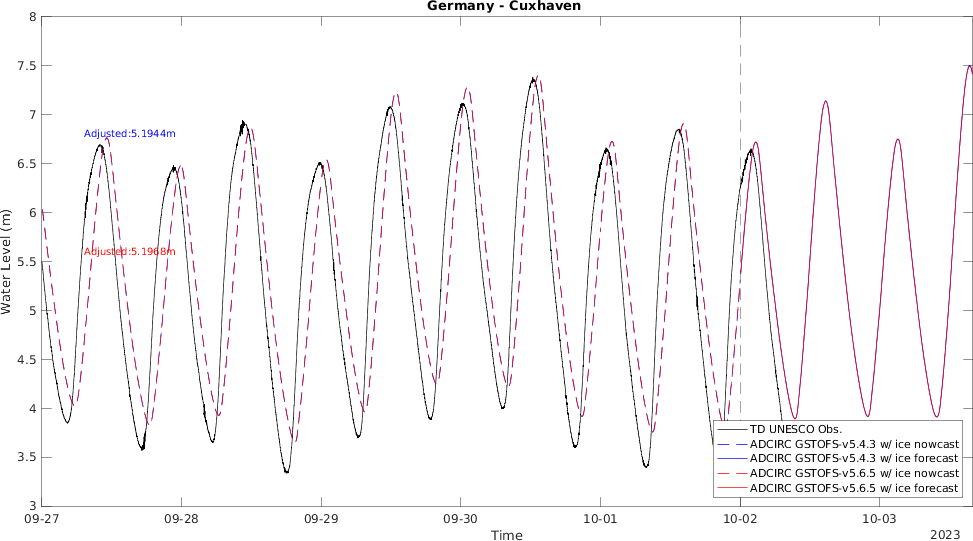 Germany - Cuxhaven
8
7.5
7
6.5
6
5.5
5
4.5
4
3.5
3
Water Level (m)
Adjusted:5.1944m
Adjusted:5.1968m
TD UNESCO Obs.
ADCIRC GSTOFS-v5.4.3 w/ ice nowcast
ADCIRC GSTOFS-v5.4.3 w/ ice forecast
ADCIRC GSTOFS-v5.6.5 w/ ice nowcast
ADCIRC GSTOFS-v5.6.5 w/ ice forecast
09-27 09-28 09-29 09-30 10-01 10-02 10-03
Time
2023